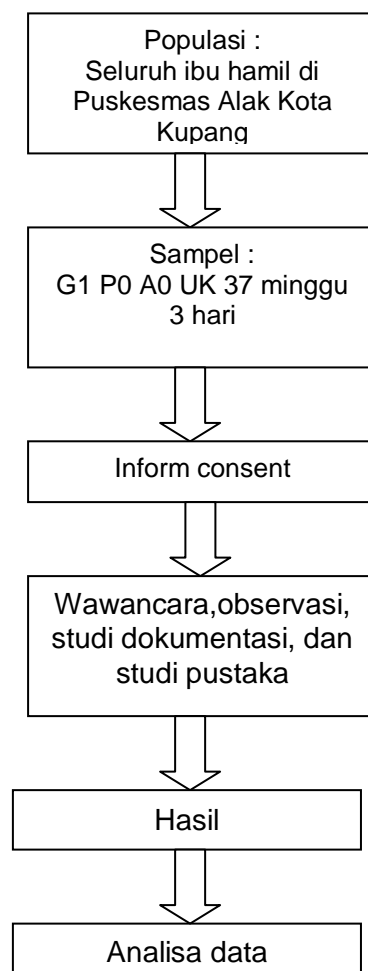 Populasi :
Seluruh ibu hamil di
Puskesmas Alak Kota
Kupang
Sampel :
G1 P0 A0 UK 37 minggu
3 hari
Inform consent
Wawancara,observasi,
studi dokumentasi, dan
studi pustaka
Hasil
Analisa data